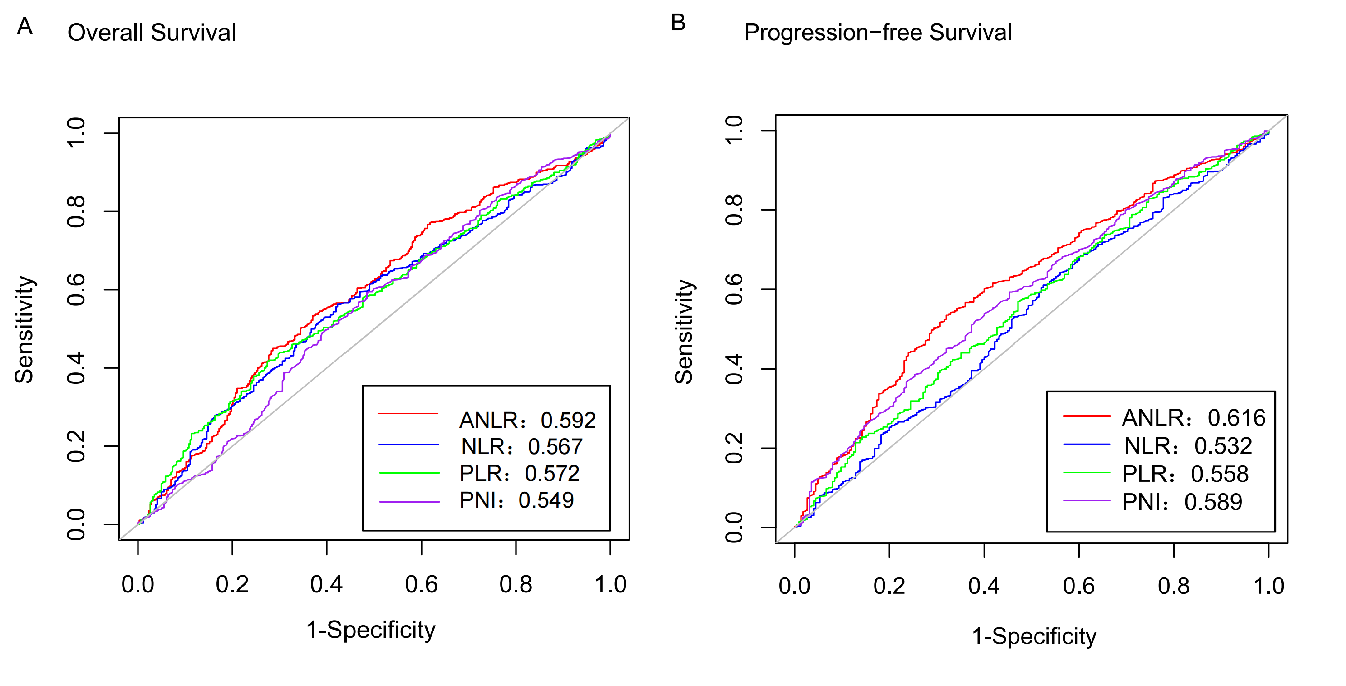 A
Overall Survival
Sensitivity
1.0
0.8
0.6
0.4
0.2
0.0
ANLR：0.592
NLR：0.567
PLR：0.572
PNI：0.549
0.0 0.2 0.4 0.6 0.8 1.0
1-Specificity
B
Progression−free Survival
Sensitivity
1.0
0.8
0.6
0.4
0.2
0.0
ANLR：0.616
NLR：0.532
PLR：0.558
PNI：0.589
0.0 0.2 0.4 0.6 0.8 1.0
1-Specificity